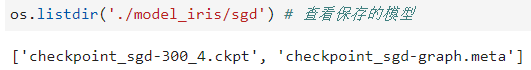 os.listdir('./model_iris/sgd') # 查看保存的模型
['checkpoint_sgd-300_4.ckpt', 'checkpoint_sgd-graph.meta']